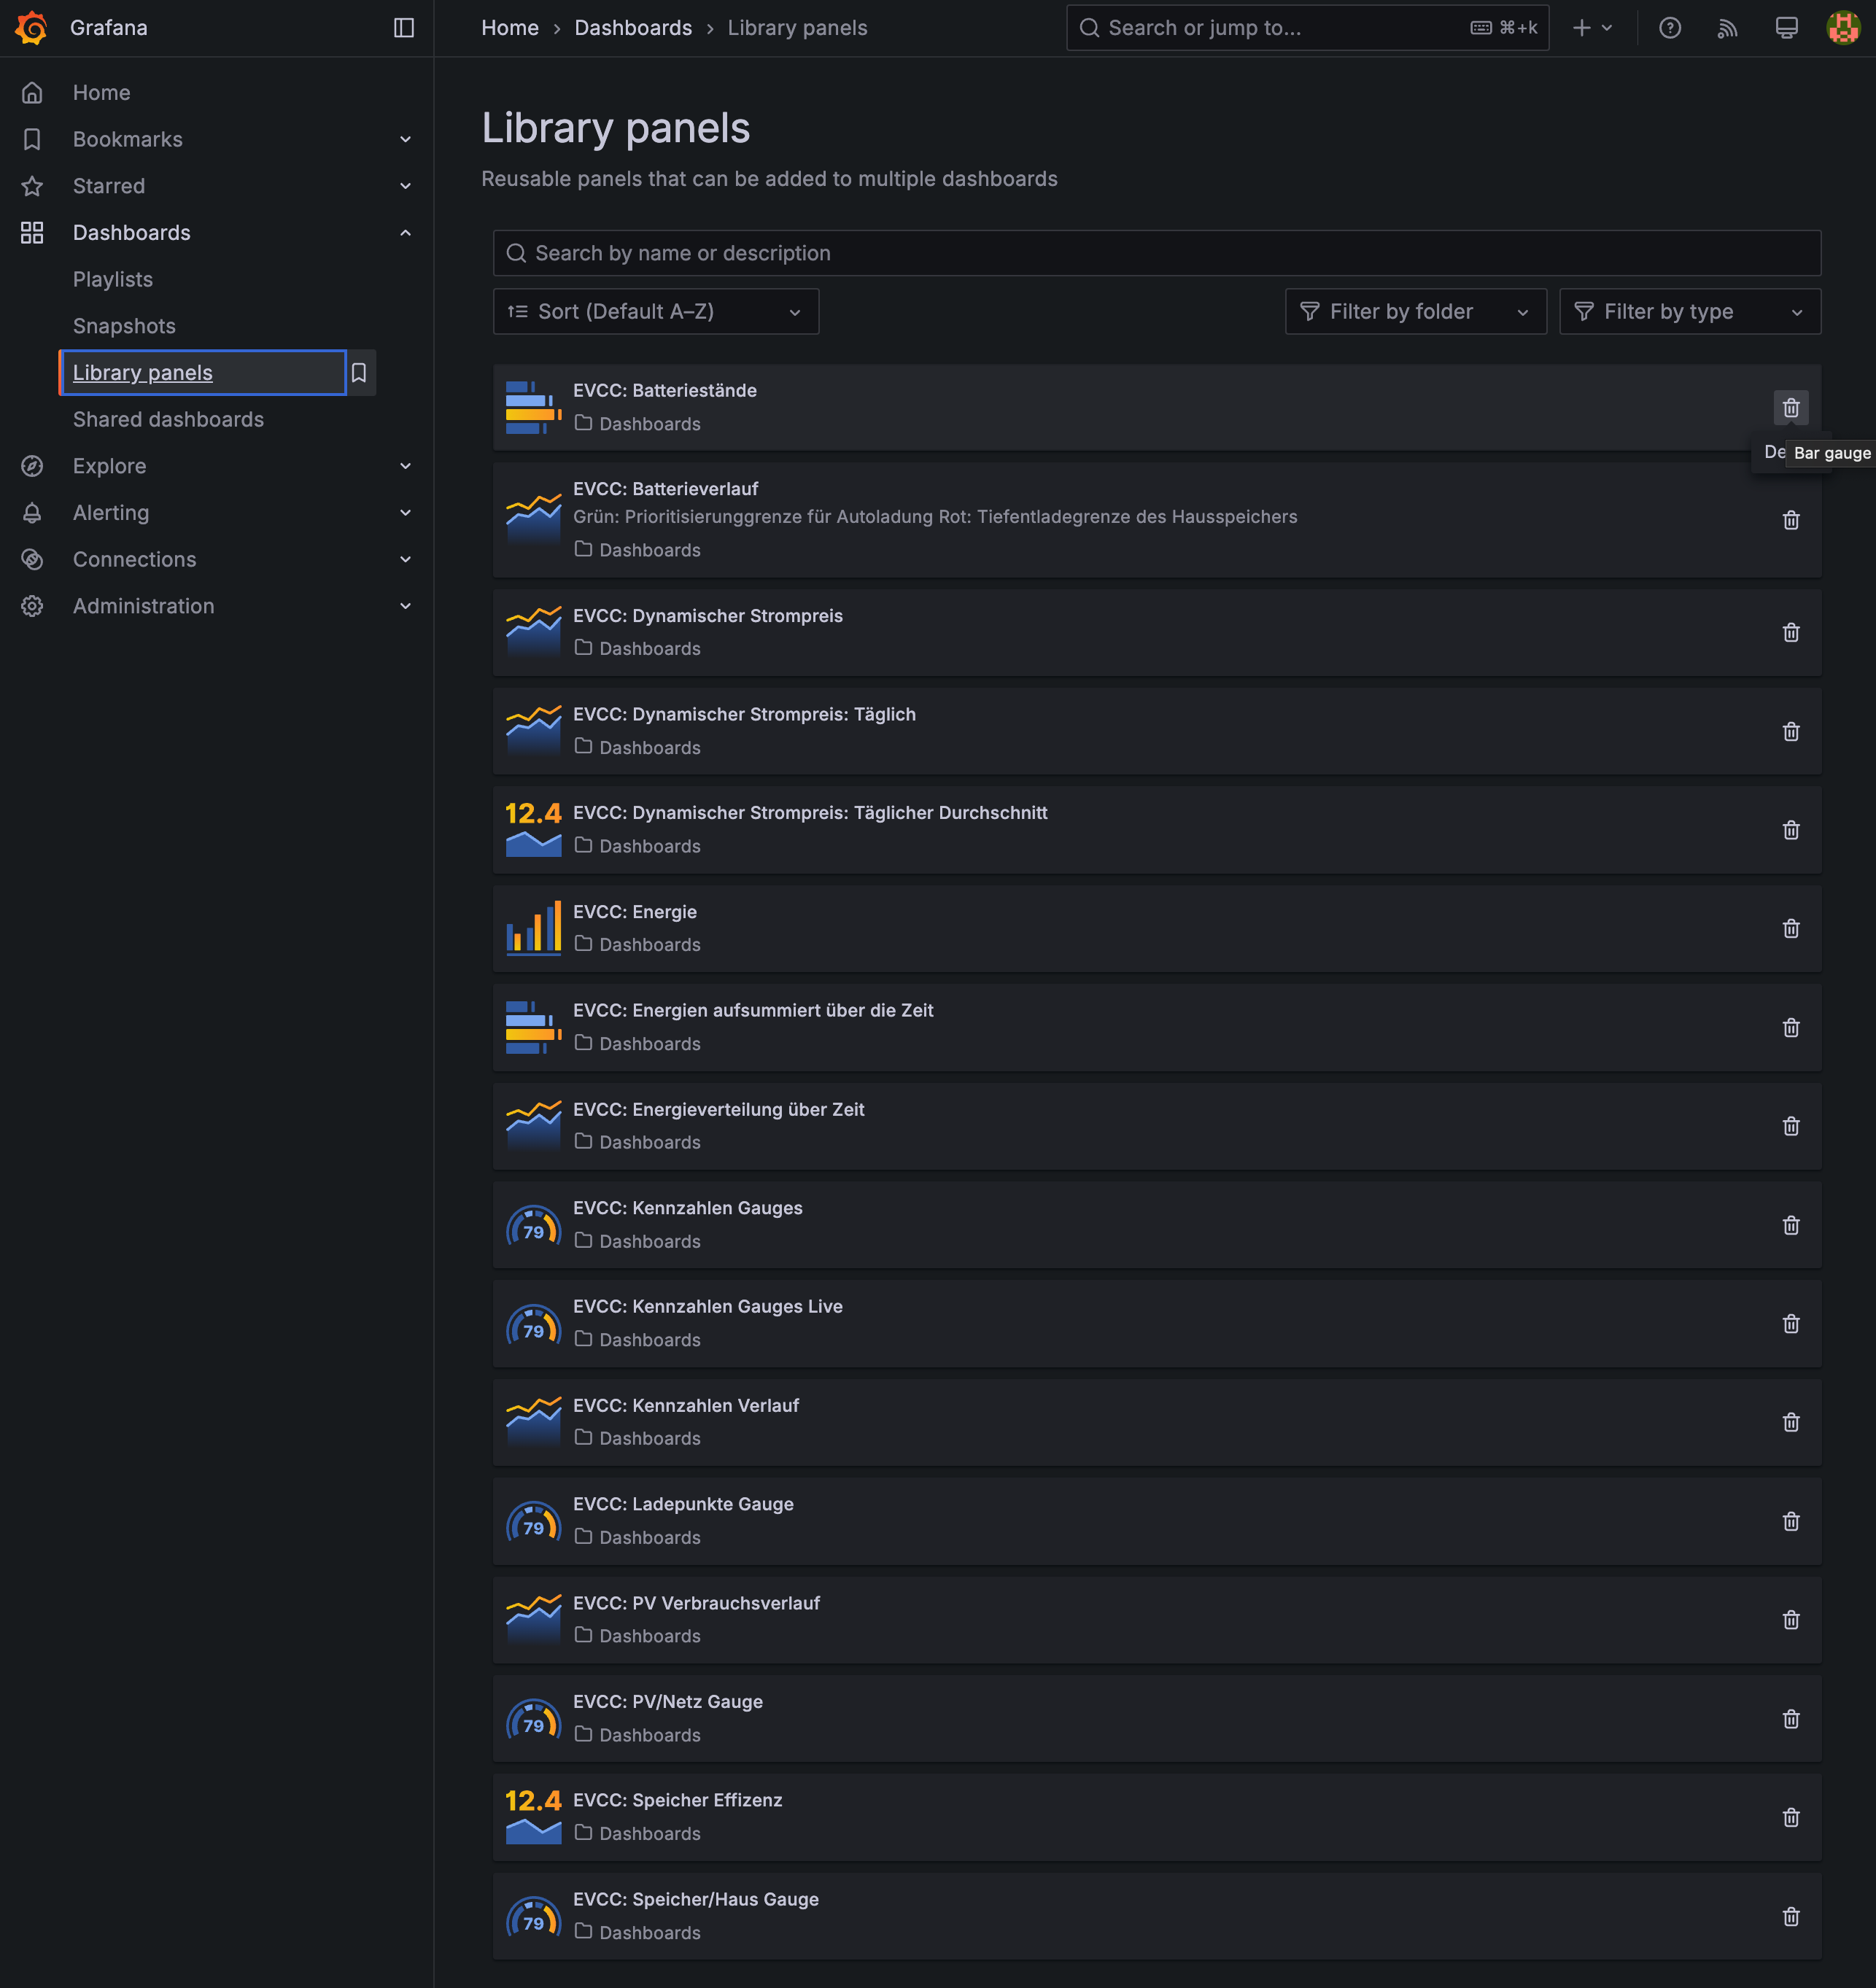 Grafana
Home › Dashboards › Library panels
Search or jump to...
⌘+k
Home
Bookmarks
Starred
Dashboards
Playlists
Snapshots
Library panels
Shared dashboards
Explore
Alerting
Connections
Administration
Library panels
Reusable panels that can be added to multiple dashboards
Search by name or description
Sort (Default A–Z)
Filter by folder
Filter by type
EVCC: Batteriestände
Dashboards
Bar gauge
EVCC: Batterieverlauf
Grün: Prioritisierunggrenze für Autoladung Rot: Tiefentladegrenze des Hausspeichers
Dashboards
EVCC: Dynamischer Strompreis
Dashboards
EVCC: Dynamischer Strompreis: Täglich
Dashboards
12.4
EVCC: Dynamischer Strompreis: Täglicher Durchschnitt
Dashboards
EVCC: Energie
Dashboards
EVCC: Energien aufsummiert über die Zeit
Dashboards
EVCC: Energieverteilung über Zeit
Dashboards
EVCC: Kennzahlen Gauges
79
Dashboards
EVCC: Kennzahlen Gauges Live
79
Dashboards
EVCC: Kennzahlen Verlauf
Dashboards
EVCC: Ladepunkte Gauge
79
Dashboards
EVCC: PV Verbrauchsverlauf
Dashboards
EVCC: PV/Netz Gauge
79
Dashboards
12.4
EVCC: Speicher Effizenz
Dashboards
EVCC: Speicher/Haus Gauge
79
Dashboards